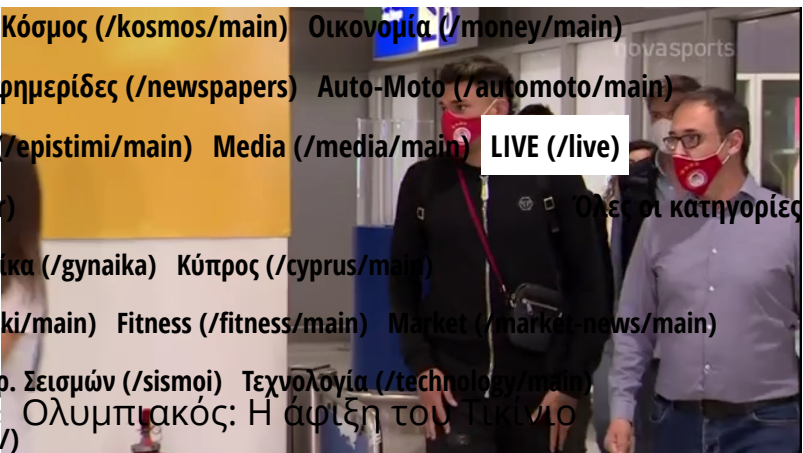 Κόσμος (/kosmos/main) Οικονομία (/money/main)
novasports
φημερίδες (/newspapers) Auto-Moto (/automoto/main)
(/epistimi/main) Media (/media/main) LIVE (/live)
r) Όλες οι κατηγορίες
ίκα (/gynaika) Κύπρος (/cyprus/main)
ki/main) Fitness (/fitness/main) Market (/market-news/main)
ρ. Σεισμών (/sismoi) Τεχνολογία (/technology/main)
Ολυμπιακός: Η άφιξη του Τικίνιο
/)